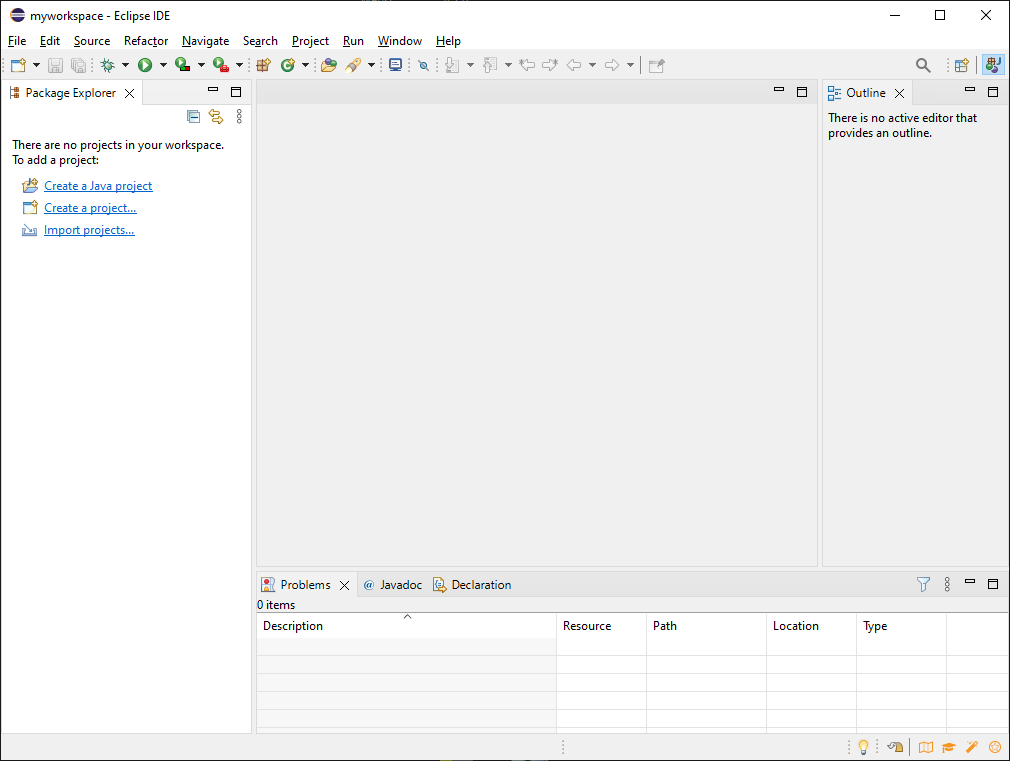 myworkspace - Eclipse IDE
File Edit Source Refactor Navigate Search Project Run Window Help
Package Explorer
There are no projects in your workspace.
To add a project:
Create a Java project
Create a project...
Import projects...
Outline
There is no active editor that
provides an outline.
Problems @ Javadoc Declaration
0 items
Description Resource Path Location Type